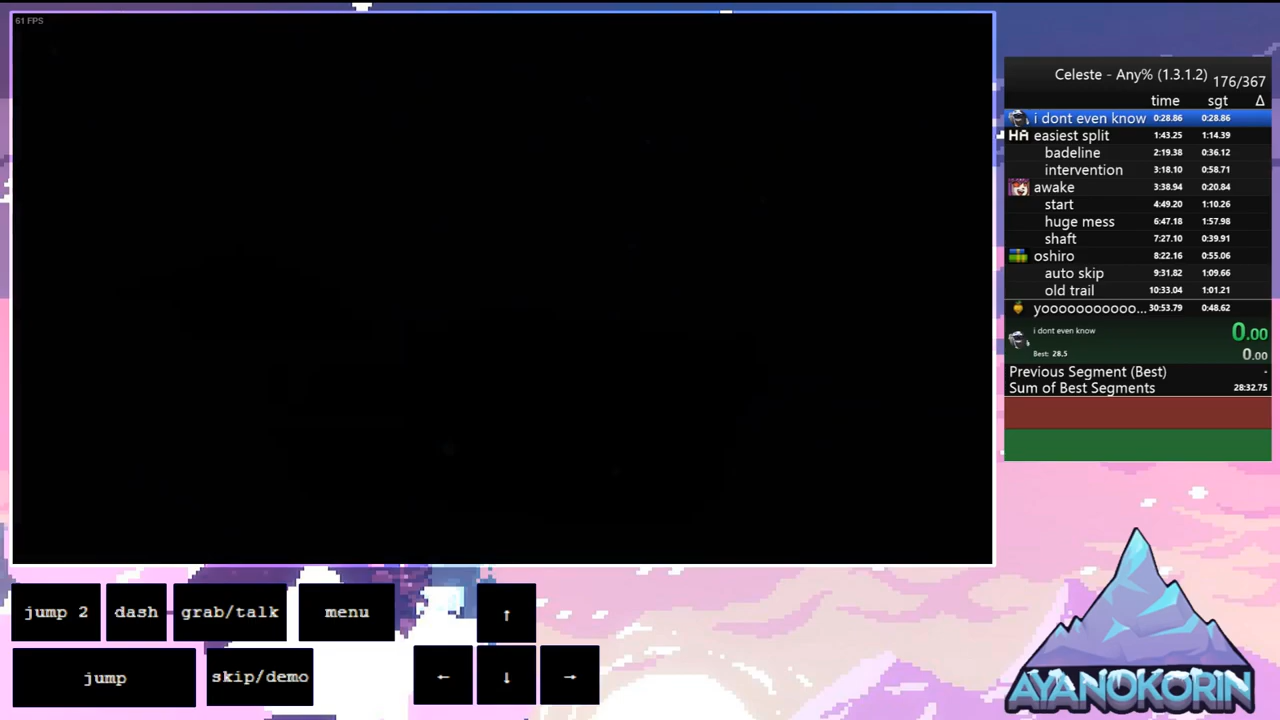 61 FPS
Celeste - Any% (1.3.1.2) 176/367
time sgt Δ
i dont even know 0:28.86 0:28.86
HA easiest split 1:43.25 1:14.39
badeline 2:19.38 0:36.12
intervention 3:18.10 0:58.71
awake 3:38.94 0:20.84
start 4:49.20 1:10.26
huge mess 6:47.18 1:57.98
shaft 7:27.10 0:39.91
oshiro 8:22.16 0:55.06
auto skip 9:31.82 1:09.66
old trail 10:33.04 1:01.21
yooooooooooo... 30:53.79 0:48.62
i dont even know 0.00
Best: 28.5 0.00
Previous Segment (Best) -
Sum of Best Segments 28:32.75
jump 2 dash grab/talk menu ↑
jump skip/demo ← ↓ →
AYANOKORIN